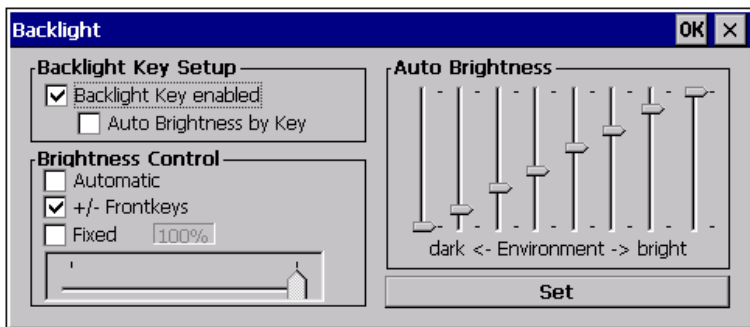 Backlight OK ×
Backlight Key Setup
Backlight Key enabled
Auto Brightness by Key
Brightness Control
Automatic
+/- Frontkeys
Fixed 100%
Auto Brightness
dark <- Environment -> bright
Set